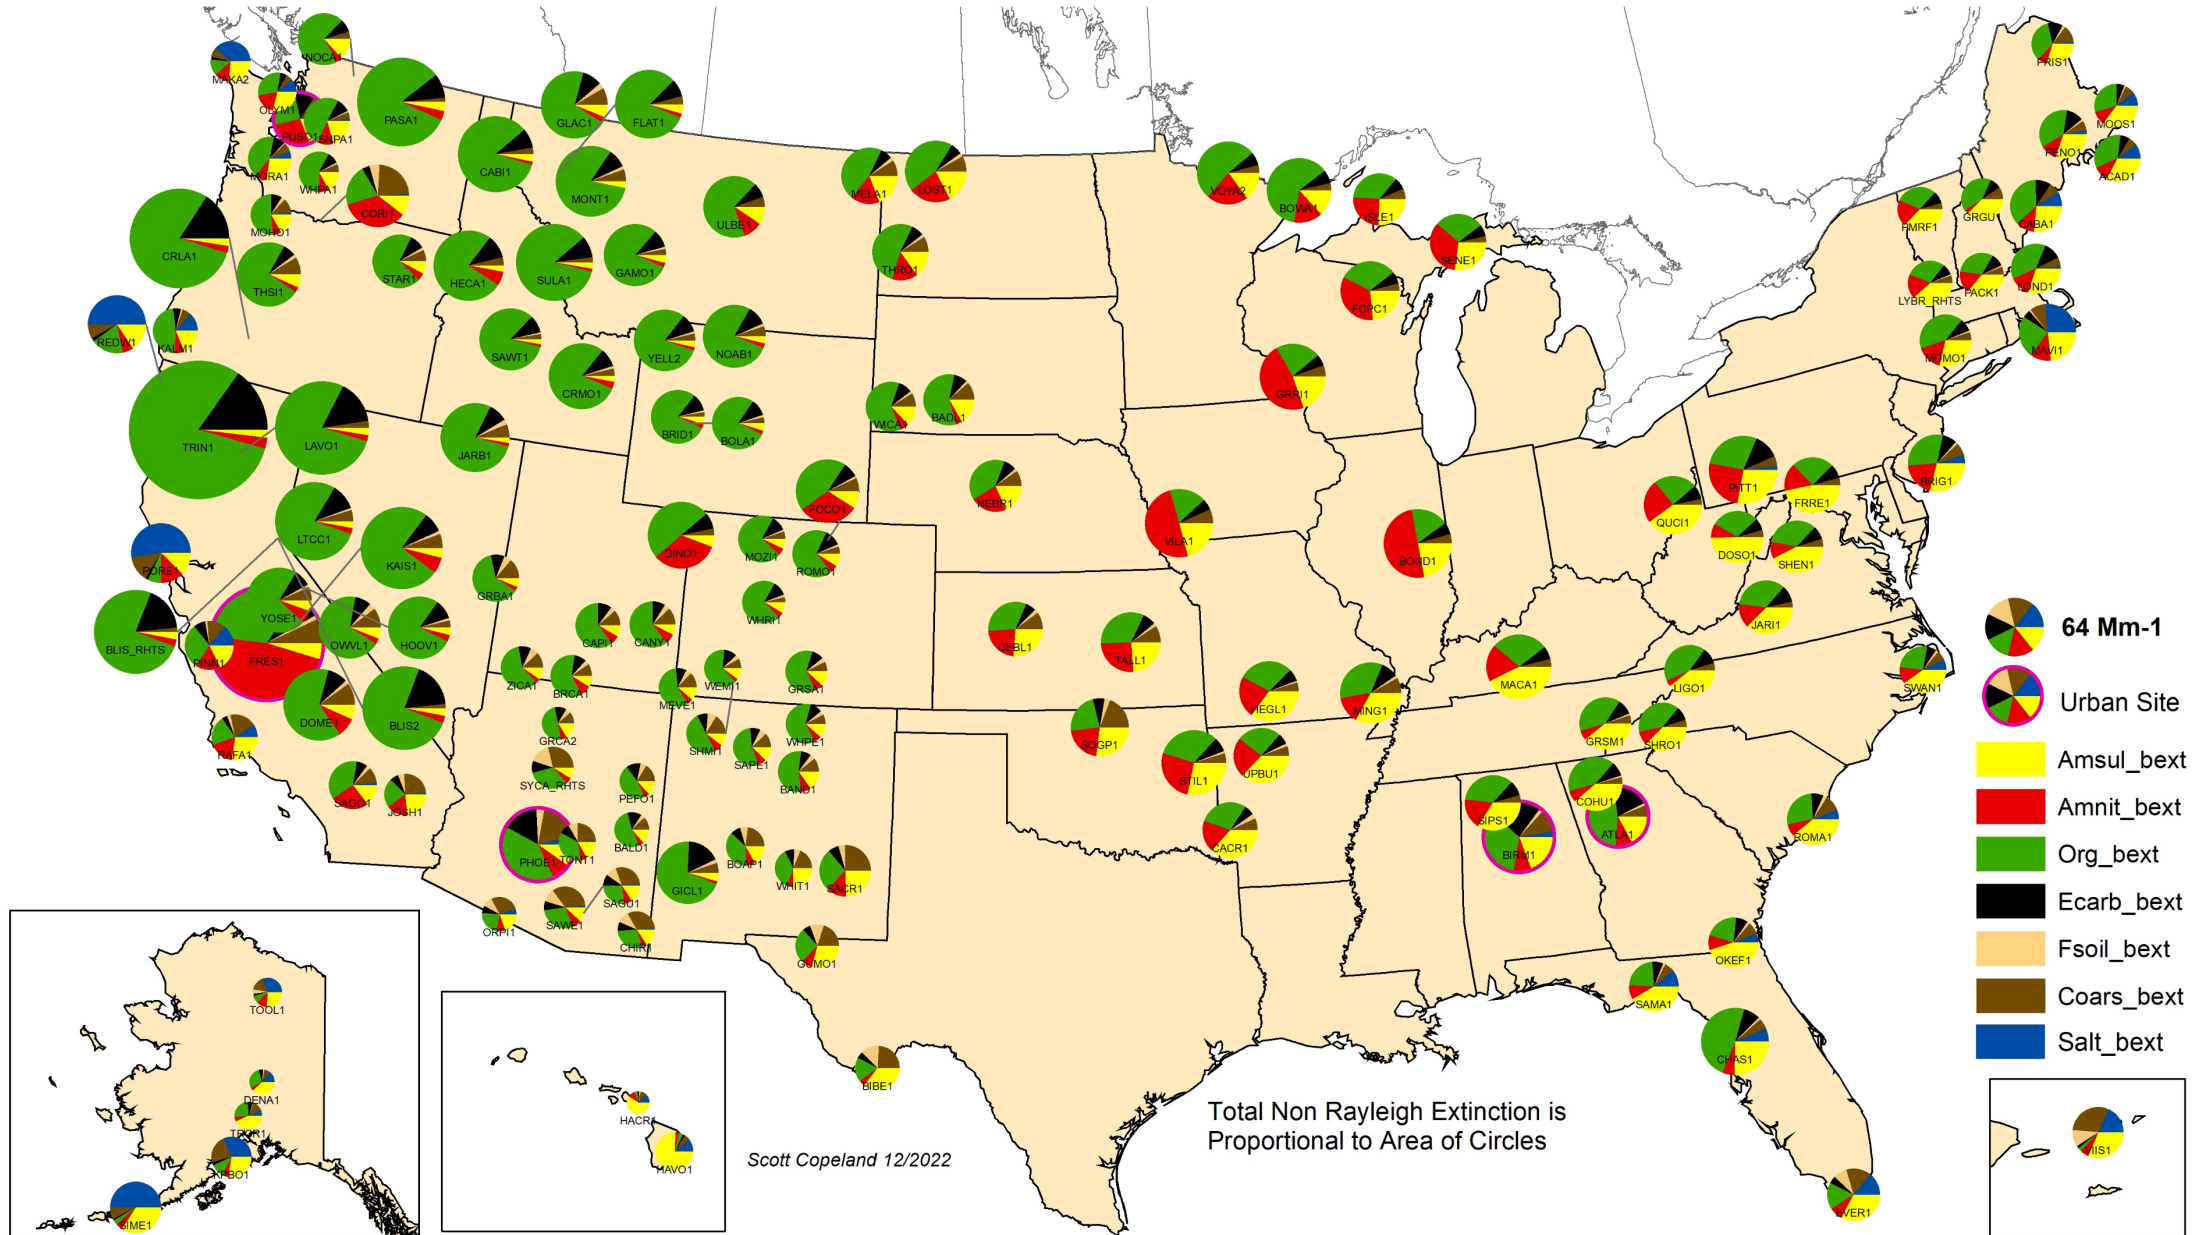 NOCA1
MAKA2
OLYM1
PUSO1
SNPA1
PASA1
GLAC1
FLAT1
FRIS1
MOOS1
PENO1
ACAD1
MORA1
WHPA1
CORI1
CABI1
MONT1
ULBE1
MELA1
LOST1
VOYA2
BOWA1
ISLE1
PMRF1
GRGU1
CABA1
MOHO1
CRLA1
THSI1
STAR1
HECA1
SULA1
GAMO1
THRO1
SENE1
FCPC1
LYBR_RHTS
PACK1
LOND1
REDW1
KALM1
SAWT1
YELL2
NOAB1
MOMO1
MAVI1
CRMO1
GRRI1
TRIN1
LAVO1
JARB1
BRID1
BOLA1
WICA1
BADL1
PITT1
FRRE1
BRIG1
LTCC1
FOCO1
NEBR1
VILA1
QUCI1
KAIS1
DINO1
MOZI1
ROMO1
BOND1
DOSO1
SHEN1
PORE1
GRBA1
WHRI1
JARI1
64 Mm-1
YOSE1
OWVL1
HOOV1
CAPI1
CANY1
CEBL1
TALL1
BLIS_RHTS
PINN1
FRES1
ZICA1
BRCA1
MEVE1
WEMI1
GRSA1
HEGL1
MING1
MACA1
LIGO1
SWAN1
Urban Site
DOME1
BLIS2
RAFA1
GRCA2
SHMI1
SAPE1
WHPE1
SOGP1
STIL1
UPBU1
GRSM1
SHRO1
Amsul_bext
SAGO1
JOSH1
SYCA_RHTS
PEFO1
BAND1
SIPS1
COHU1
Amnit_bext
PHOE1
TONT1
BALD1
BOAP1
CACR1
BIRM1
ATLA1
ROMA1
Org_bext
GICL1
WHIT1
SACR1
SAGU1
Ecarb_bext
ORPI1
SAWE1
CHIR1
GUMO1
OKEF1
Fsoil_bext
TOOL1
SAMA1
Coars_bext
CHAS1
Salt_bext
BIBE1
DENA1
TRCR1
HACR1
Total Non Rayleigh Extinction is
Proportional to Area of Circles
KPBO1
HAVO1
Scott Copeland 12/2022
VIIS1
SIME1
EVER1